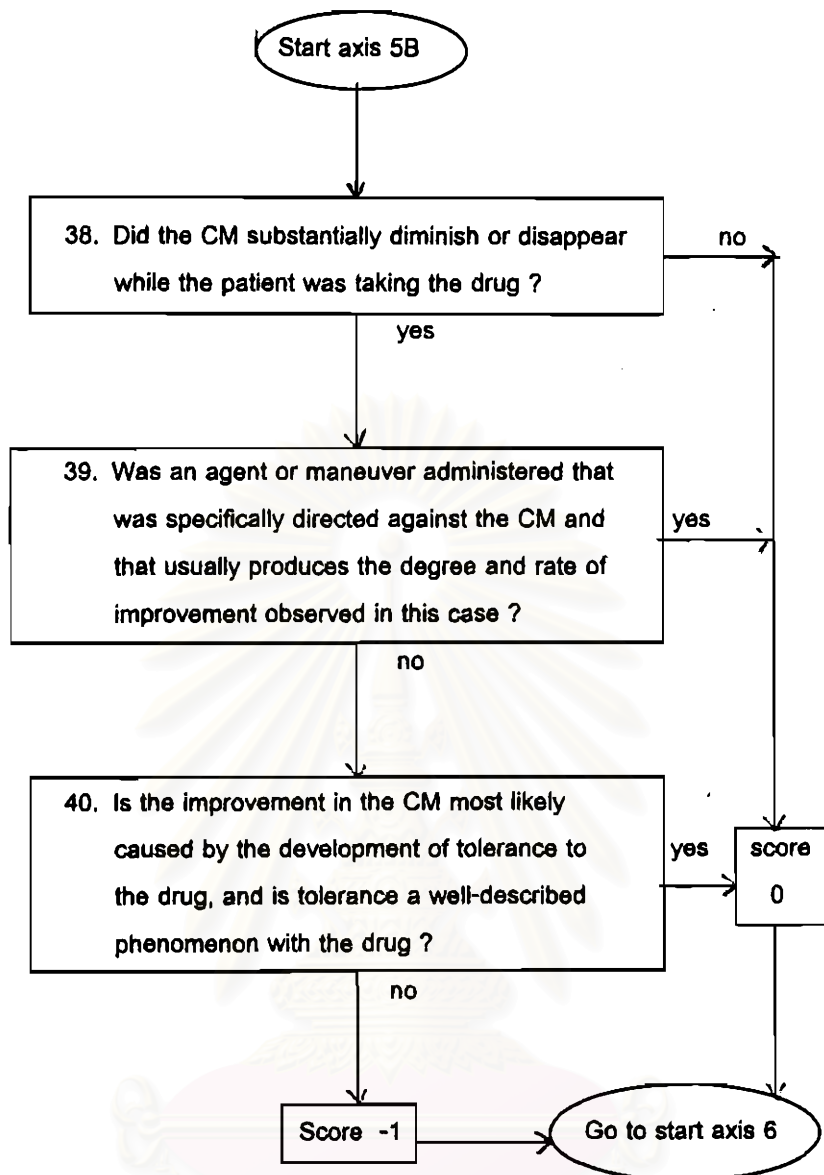 Start axis 5B
38. Did the CM substantially diminish or disappear
while the patient was taking the drug ?
no
yes
39. Was an agent or maneuver administered that
was specifically directed against the CM and
that usually produces the degree and rate of
improvement observed in this case ?
yes
no
40. Is the improvement in the CM most likely
caused by the development of tolerance to
the drug, and is tolerance a well-described
phenomenon with the drug ?
yes
score
0
no
Score -1
Go to start axis 6